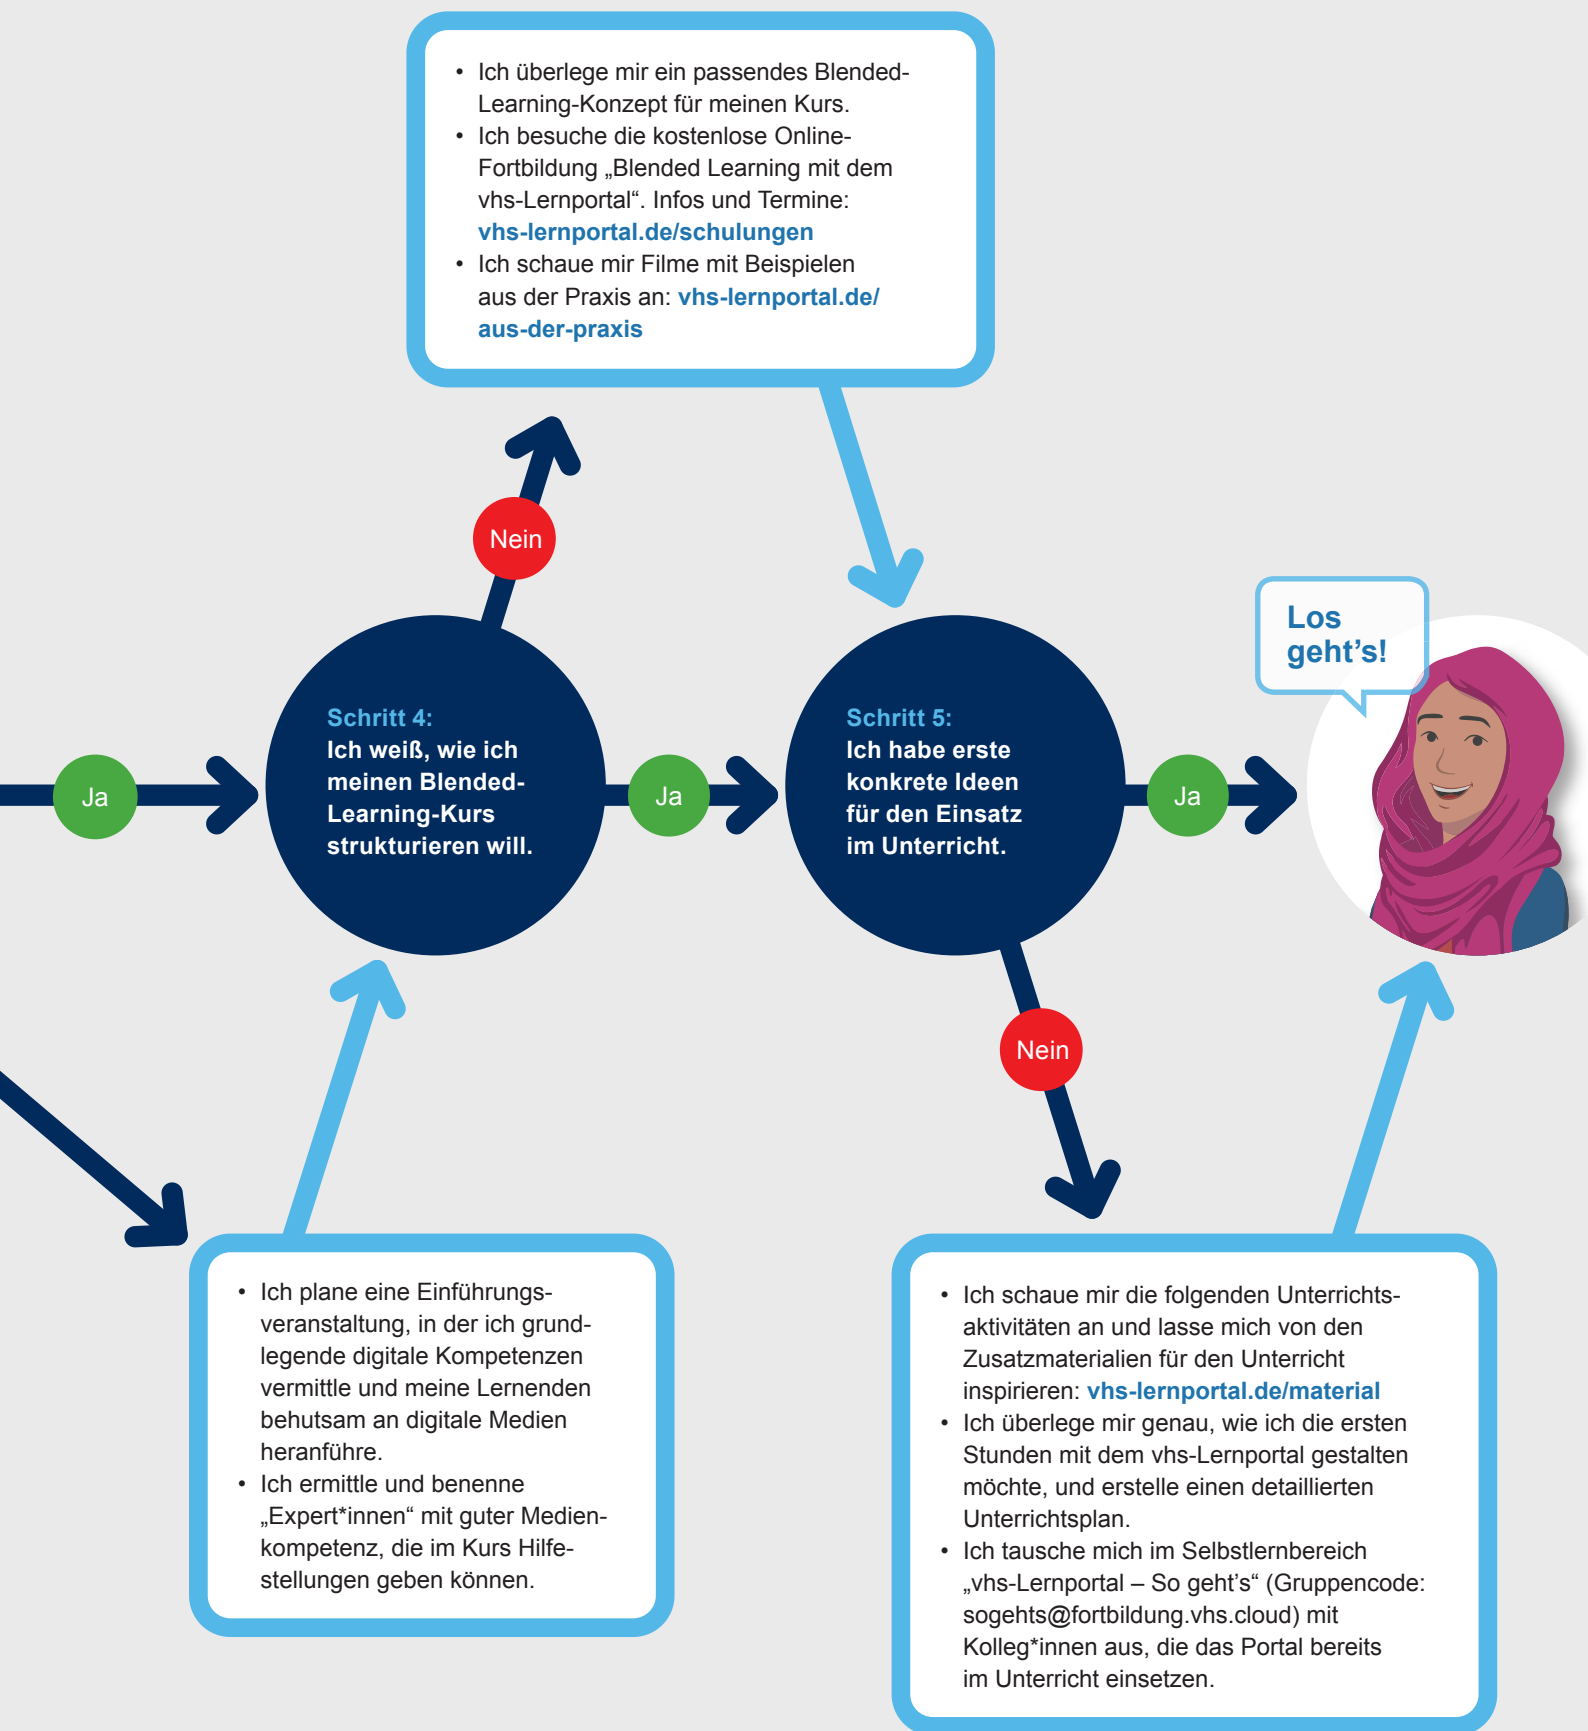 • Ich überlege mir ein passendes Blended-
Learning-Konzept für meinen Kurs.
• Ich besuche die kostenlose Online-
Fortbildung „Blended Learning mit dem
vhs-Lernportal“. Infos und Termine:
vhs-lernportal.de/schulungen
• Ich schaue mir Filme mit Beispielen
aus der Praxis an: vhs-lernportal.de/
aus-der-praxis
Nein
Ja
Schritt 4:
Ich weiß, wie ich
meinen Blended-
Learning-Kurs
strukturieren will.
Ja
Schritt 5:
Ich habe erste
konkrete Ideen
für den Einsatz
im Unterricht.
Ja
Los
geht’s!
Nein
• Ich plane eine Einführungs-
veranstaltung, in der ich grund-
legende digitale Kompetenzen
vermittle und meine Lernenden
behutsam an digitale Medien
heranführe.
• Ich ermittle und benenne
„Expert*innen“ mit guter Medien-
kompetenz, die im Kurs Hilfe-
stellungen geben können.
• Ich schaue mir die folgenden Unterrichts-
aktivitäten an und lasse mich von den
Zusatzmaterialien für den Unterricht
inspirieren: vhs-lernportal.de/material
• Ich überlege mir genau, wie ich die ersten
Stunden mit dem vhs-Lernportal gestalten
möchte, und erstelle einen detaillierten
Unterrichtsplan.
• Ich tausche mich im Selbstlernbereich
„vhs-Lernportal – So geht’s“ (Gruppencode:
sogehts@fortbildung.vhs.cloud) mit
Kolleg*innen aus, die das Portal bereits
im Unterricht einsetzen.